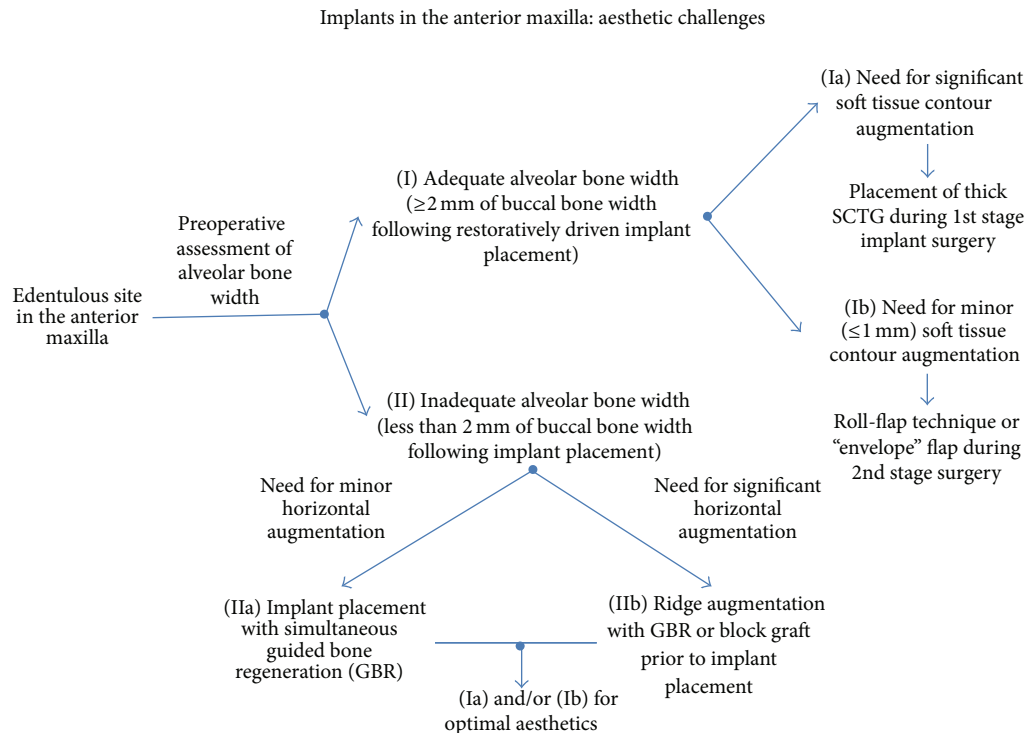 Implants in the anterior maxilla: aesthetic challenges
Edentulous site
in the anterior
maxilla
Preoperative
assessment of
alveolar bone
width
(I) Adequate alveolar bone width
(≥2 mm of buccal bone width
following restoratively driven implant
placement)
(Ia) Need for significant
soft tissue contour
augmentation
Placement of thick
SCTG during 1st stage
implant surgery
(Ib) Need for minor
(≤1 mm) soft tissue
contour augmentation
Roll-flap technique or
“envelope” flap during
2nd stage surgery
(II) Inadequate alveolar bone width
(less than 2 mm of buccal bone width
following implant placement)
Need for minor
horizontal
augmentation
Need for significant
horizontal
augmentation
(IIa) Implant placement
with simultaneous
guided bone
regeneration (GBR)
(IIb) Ridge augmentation
with GBR or block graft
prior to implant
placement
(Ia) and/or (Ib) for
optimal aesthetics